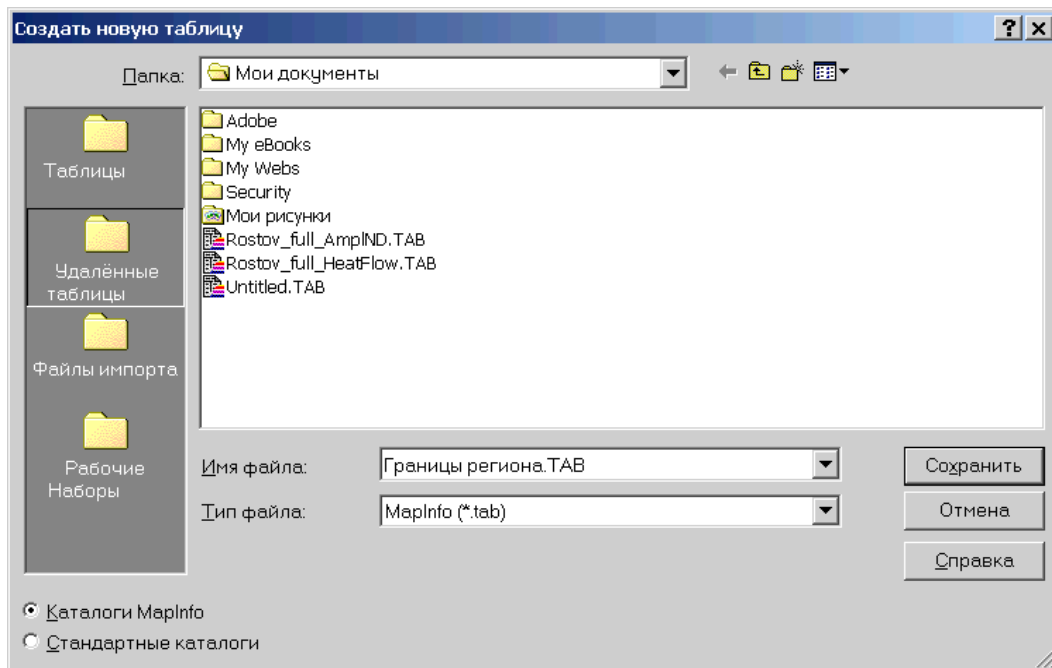 Создать новую таблицу
Папка:
Мои документы
Таблицы
Удалённые
таблицы
Файлы импорта
Рабочие
Наборы
Adobe
My eBooks
My Webs
Security
Мои рисунки
Rostov_full_AmplND.TAB
Rostov_full_HeatFlow.TAB
Untitled.TAB
Имя файла:
Границы региона.TAB
Сохранить
Тип файла:
MapInfo (*.tab)
Отмена
Справка
Каталоги MapInfo
Стандартные каталоги